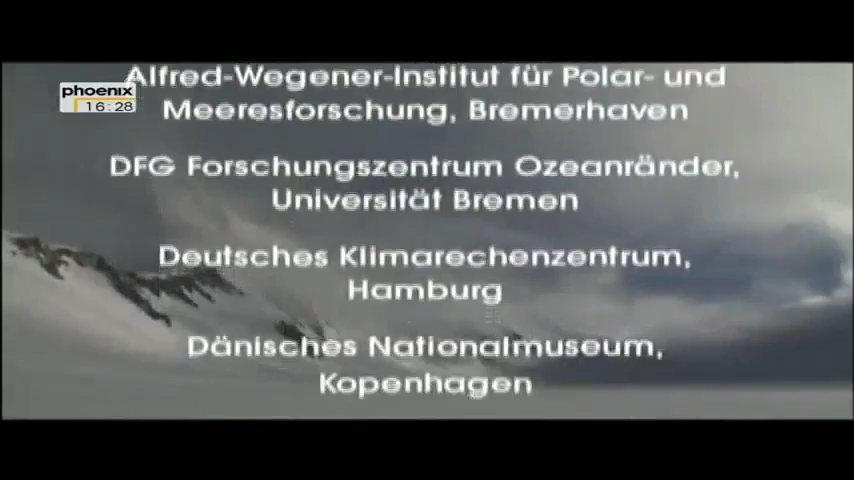 Alfred-Wegener-Institut für Polar- und
phoenix
16:28
Meeresforschung, Bremerhaven
DFG Forschungszentrum Ozeanränder,
Universität Bremen
Deutsches Klimarechenzentrum,
Hamburg
Dänisches Nationalmuseum,
Kopenhagen